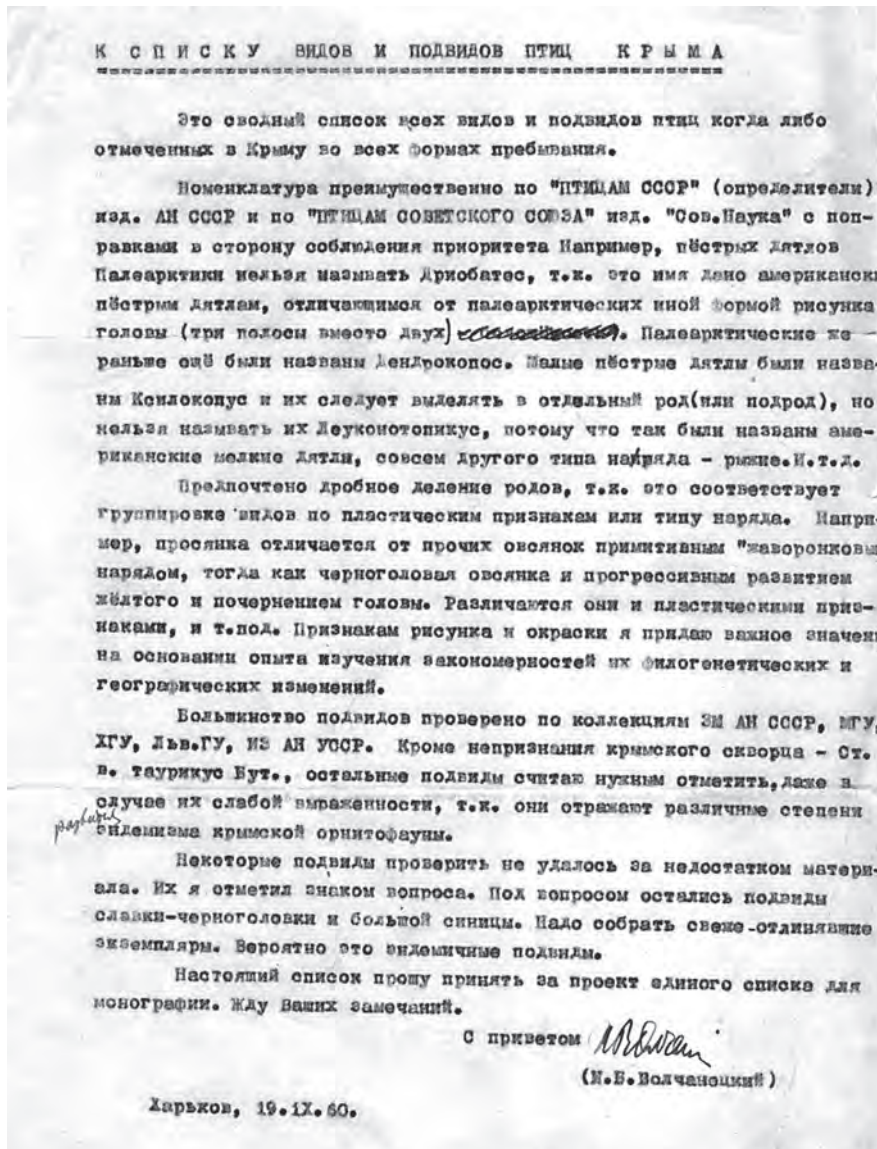 К СПИСКУ ВИДОВ И ПОДВИДОВ ПТИЦ КРЫМА
Это сводный список всех видов и подвидов птиц когда либо
отмеченных в Крыму во всех формах пребывания.
Номенклатура преимущественно по "ПТИЦАМ СССР" (определители)
изд. АН СССР и по "ПТИЦАМ СОВЕТСКОГО СОЮЗА" изд. "Сов.Наука" с поп-
равками в сторону соблюдения приоритета Например, пёстрых дятлов
Палеарктики нельзя называть Дриобатес, т.к. это имя дано американски
пёстрым дятлам, отличающимся от палеарктических иной формой рисунка
головы (три полосы вместо двух) . Палеарктические же
раньше ещё были названы Дендрокопос. Малые пёстрые дятлы были назва-
ны Ксилокопус и их следует выделять в отдельный род(или подрод), но
нельзя называть их Леуконотопикус, потому что так были названы аме-
риканские мелкие дятлы, совсем другого типа наряда - рыжие.И.т.д.
Предпочтено дробное деление родов, т.к. это соответствует
группировке видов по пластическим признакам или типу наряда. Напри-
мер, просянка отличается от прочих овсянок примитивным "жаворонковы
нарядом, тогда как черноголовая овсянка и прогрессивным развитием
жёлтого и почернением головы. Различаются они и пластическими приз-
наками, и т.под. Признакам рисунка и окраски я придаю важное значени
на основании опыта изучения закономерностей их филогенетических и
географических изменений.
Большинство подвидов проверено по коллекциям ЗМ АН СССР, МГУ,
ХГУ, Льв.ГУ, ИЗ АН УССР. Кроме непризнания крымского скворца - Ст.
в. таурикус Бут., остальные подвиды считаю нужным отметить,даже в
случае их слабой выраженности, т.к. они отражают различные степени
развития
эндемизма крымской орнитофауны.
Некоторые подвиды проверить не удалось за недостатком матери-
ала. Их я отметил знаком вопроса. Под вопросом остались подвиды
славки-черноголовки и большой синицы. Надо собрать свеже-отлинявшие
экземпляры. Вероятно это эндемичные подвиды.
Настоящий список прошу принять за проект единого списка для
монографии. Жду Ваших замечаний.
С приветом
(И.Б.Волчанецкий)
Харьков, 19.IX.60.